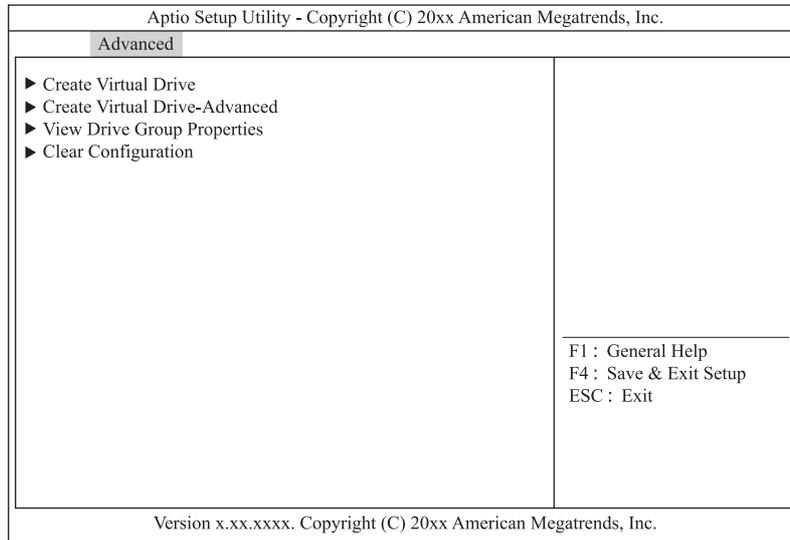 Aptio Setup Utility - Copyright (C) 20xx American Megatrends, Inc.
Advanced
▶ Create Virtual Drive
▶ Create Virtual Drive-Advanced
▶ View Drive Group Properties
▶ Clear Configuration
F1 : General Help
F4 : Save & Exit Setup
ESC : Exit
Version x.xx.xxxx. Copyright (C) 20xx American Megatrends, Inc.